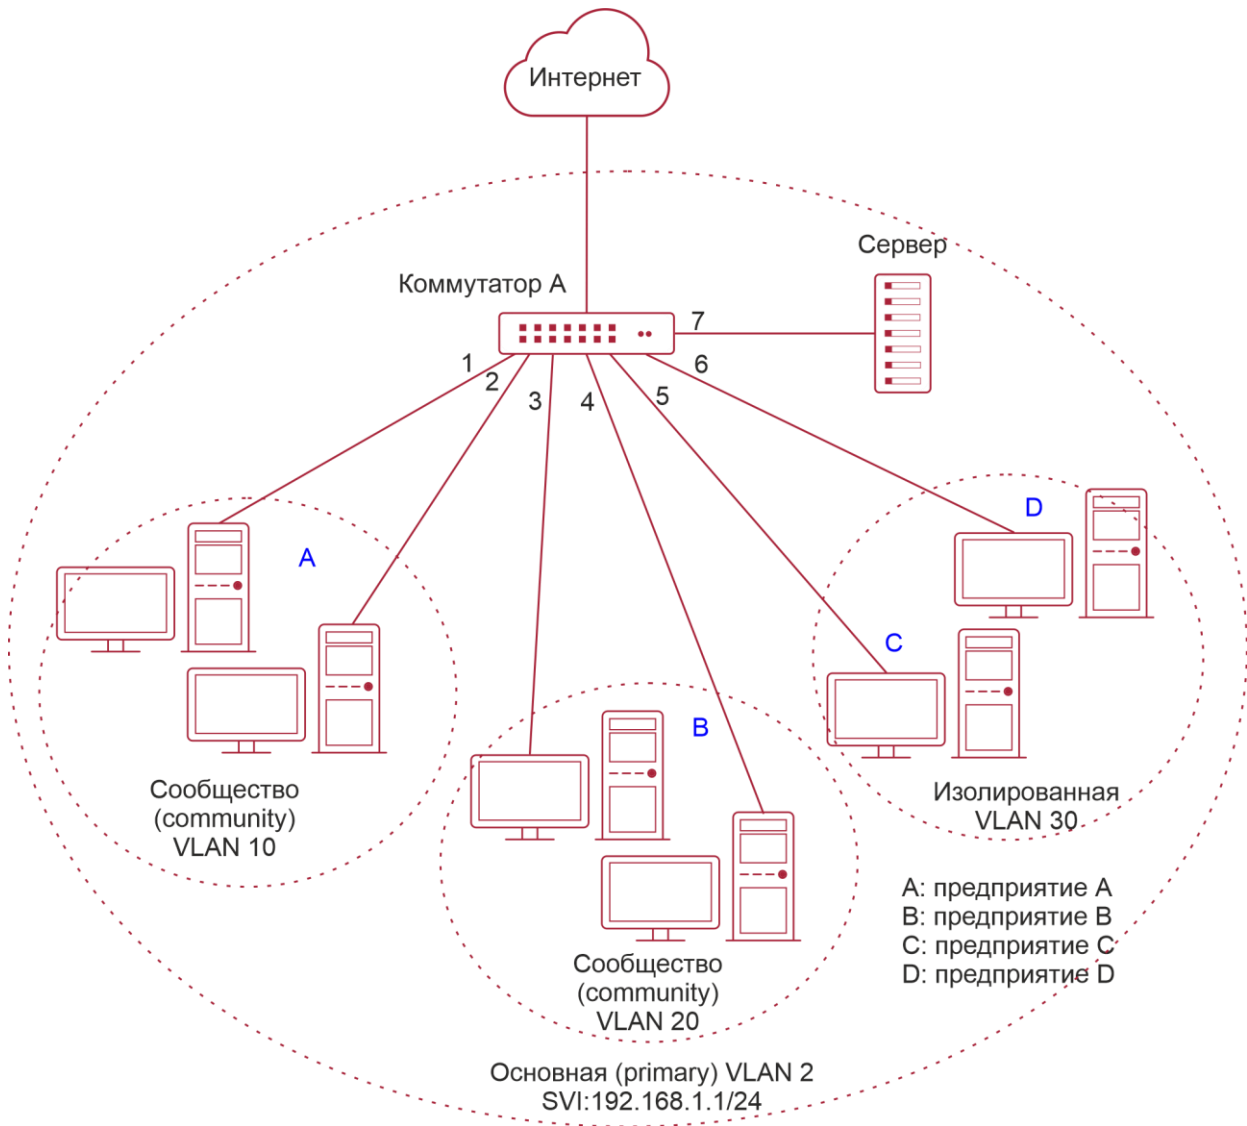 Интернет
Сервер
Коммутатор А
7
1
2
3
4
5
6
D
A
C
B
Сообщество
(community)
VLAN 10
Изолированная
VLAN 30
A: предприятие A
B: предприятие B
C: предприятие C
D: предприятие D
Сообщество
(community)
VLAN 20
Основная (primary) VLAN 2
SVI:192.168.1.1/24